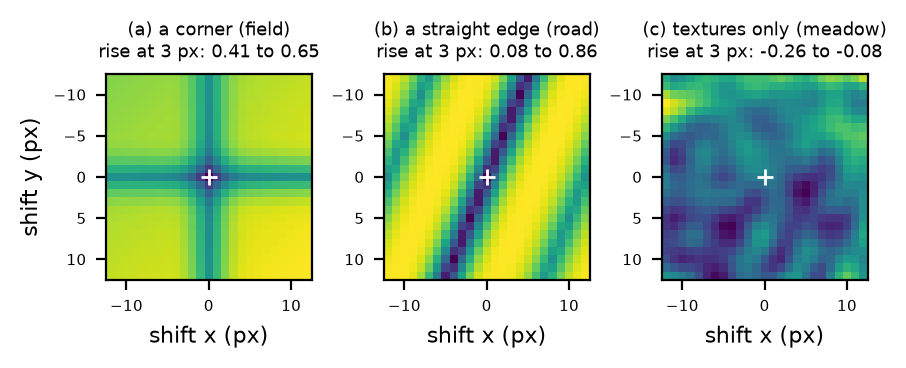 (a) a corner (field)
rise at 3 px: 0.41 to 0.65
(b) a straight edge (road)
rise at 3 px: 0.08 to 0.86
(c) textures only (meadow)
rise at 3 px: -0.26 to -0.08
shift y (px)
−10
−5
0
5
10
−10
−5
0
5
10
−10
−5
0
5
10
−10 0 10
−10 0 10
−10 0 10
shift x (px)
shift x (px)
shift x (px)